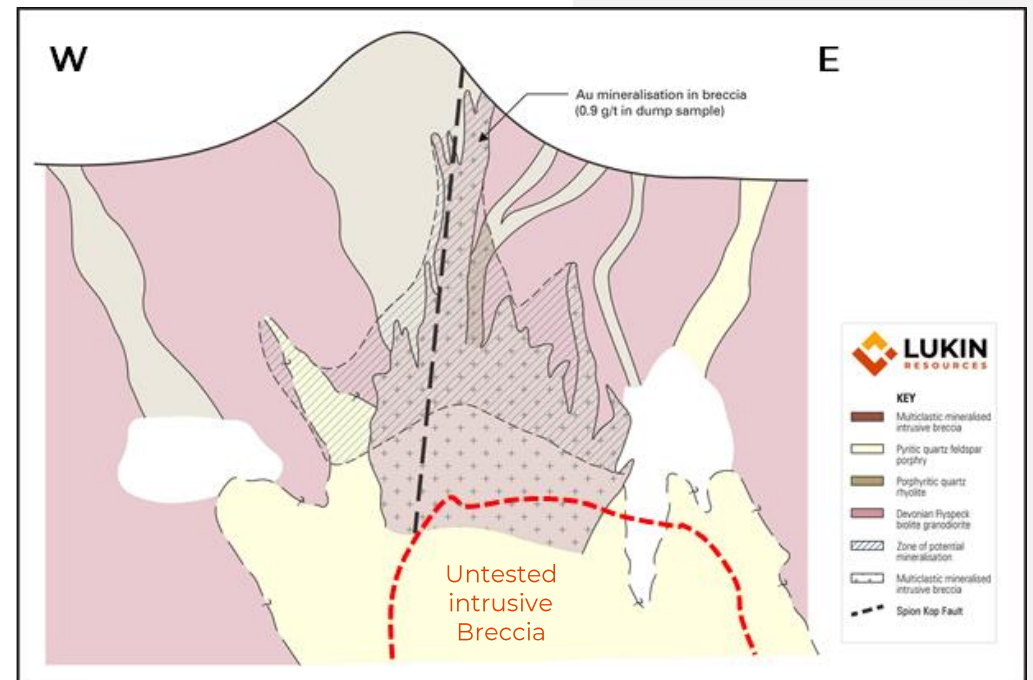 W
E
Au mineralisation in breccia
(0.9 g/t in dump sample)
LUKIN
RESOURCES
KEY
Multiclastic mineralised
intrusive breccia
Pyritic quartz feldspar
porphry
Porphyritic quartz
rhyolite
Devonian Flyspeck
biolite granodiorite
Zone of potential
mineralisation
Multiclastic mineralised
intrusive breccia
Spion Kop Fault
Untested
intrusive
Breccia